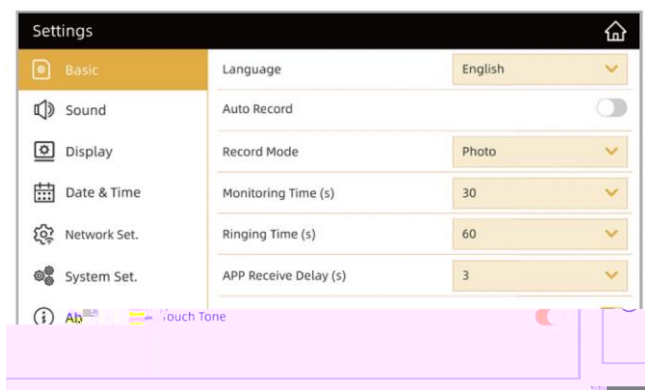 Settings
Basic
Language
English
Sound
Auto Record
Display
Record Mode
Photo
Date & Time
Monitoring Time (s)
30
Network Set.
Ringing Time (s)
60
System Set.
APP Receive Delay (s)
3
Tone